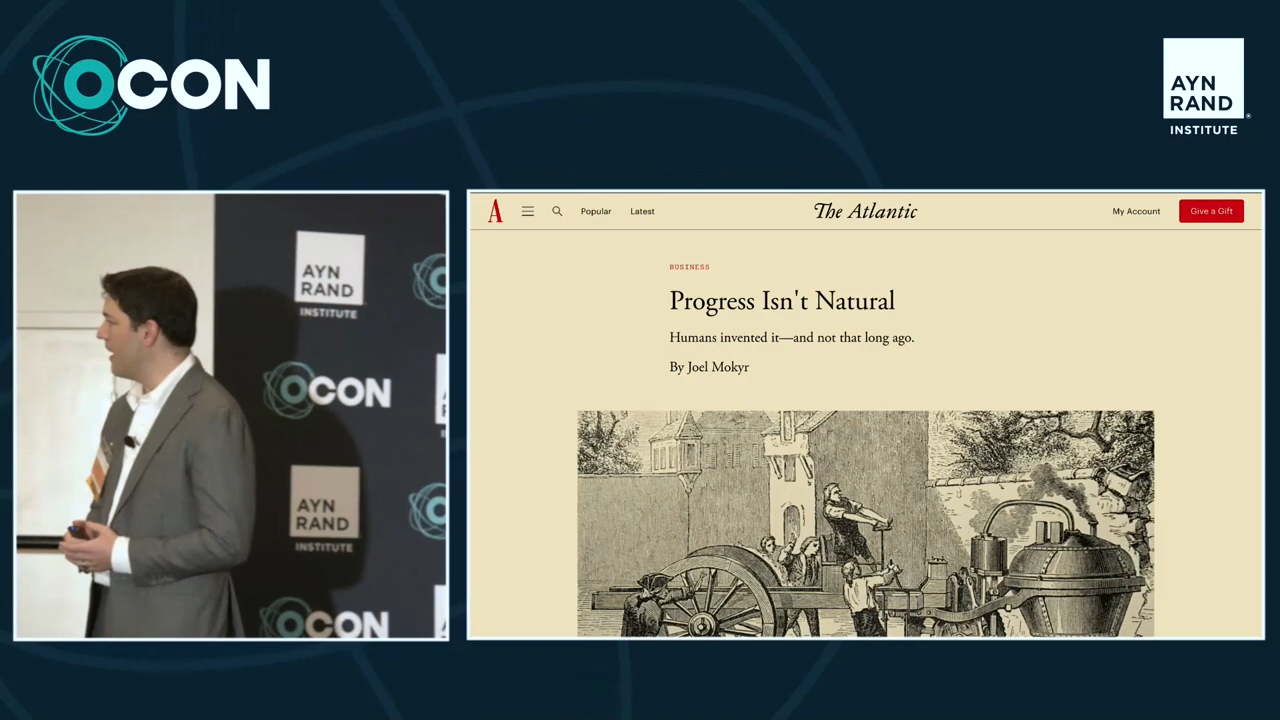 OCON
AYN
RAND
INSTITUTE
AYN
RAND
INSTITUTE
OCON
AYN
RAND
INSTITUTE
OCON
A
Popular
Latest
The Atlantic
My Account
Give a Gift
BUSINESS
Progress Isn't Natural
Humans invented it—and not that long ago.
By Joel Mokyr